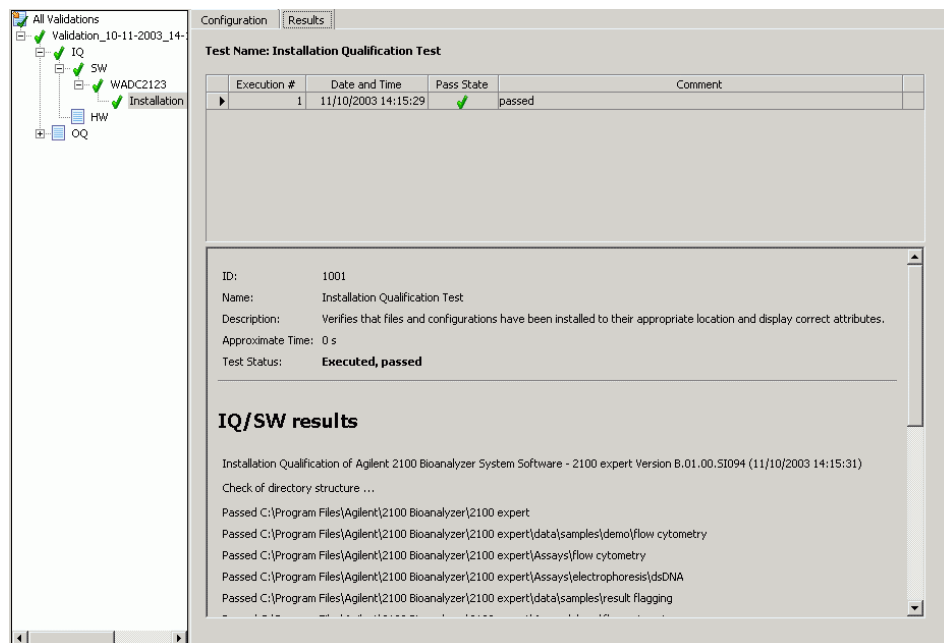 All Validations
Validation_10-11-2003_14-
IQ
SW
WADC2123
Installation
HW
OQ
Configuration
Results
Test Name: Installation Qualification Test
Execution # Date and Time Pass State Comment
1 11/10/2003 14:15:29 passed
ID: 1001
Name: Installation Qualification Test
Description: Verifies that files and configurations have been installed to their appropriate location and display correct attributes.
Approximate Time: 0 s
Test Status: Executed, passed
IQ/SW results
Installation Qualification of Agilent 2100 Bioanalyzer System Software - 2100 expert Version B.01.00.SI094 (11/10/2003 14:15:31)
Check of directory structure ...
Passed C:\Program Files\Agilent\2100 Bioanalyzer\2100 expert
Passed C:\Program Files\Agilent\2100 Bioanalyzer\2100 expert\data\samples\demo\flow cytometry
Passed C:\Program Files\Agilent\2100 Bioanalyzer\2100 expert\Assays\flow cytometry
Passed C:\Program Files\Agilent\2100 Bioanalyzer\2100 expert\Assays\electrophoresis\dsDNA
Passed C:\Program Files\Agilent\2100 Bioanalyzer\2100 expert\data\samples\result flagging